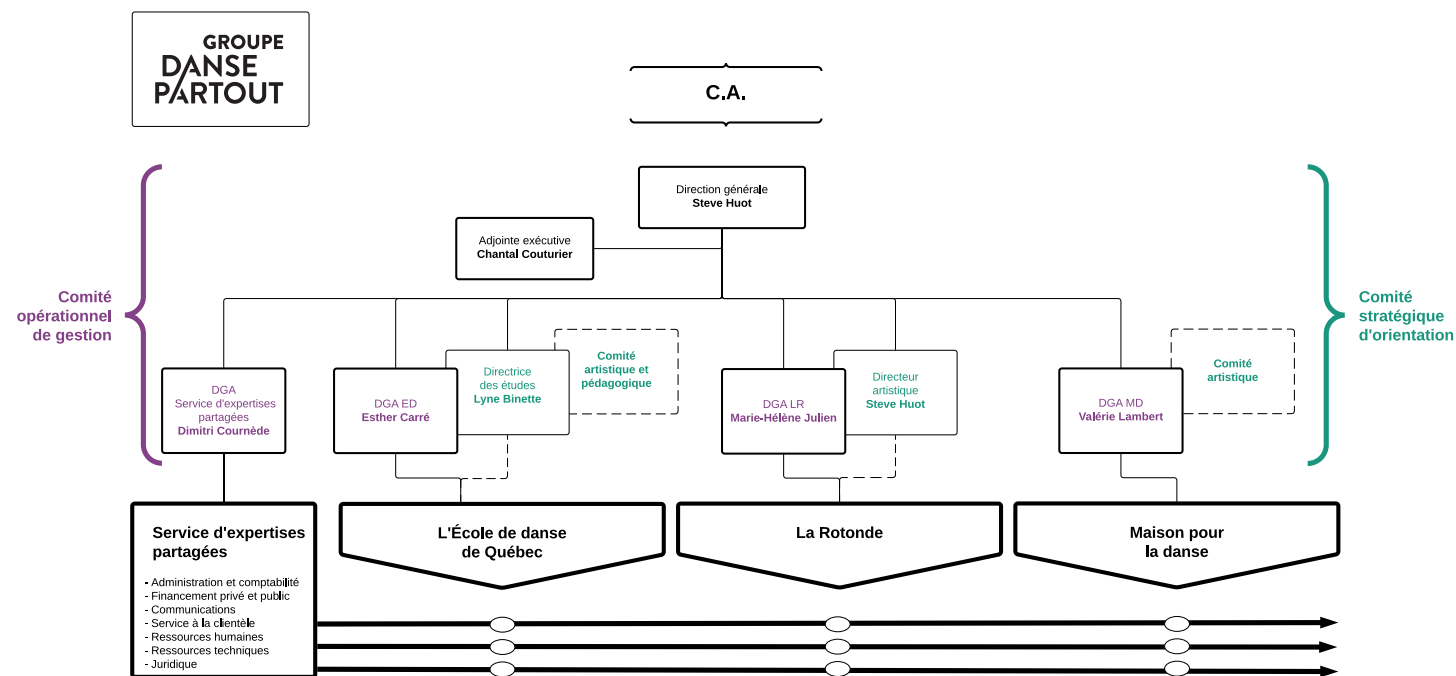 GROUPE
DANSE
PARTOUT
C.A.
Direction générale
Steve Huot
Adjointe exécutive
Chantal Couturier
Comité
opérationnel
de gestion
Comité
stratégique
d'orientation
DGA
Service d'expertises
partagées
Dimitri Cournède
DGA ED
Esther Carré
Directrice
des études
Lyne Binette
Comité
artistique et
pédagogique
DGA LR
Marie-Hélène Julien
Directeur
artistique
Steve Huot
DGA MD
Valérie Lambert
Comité
artistique
Service d'expertises
partagées
- Administration et comptabilité
- Financement privé et public
- Communications
- Service à la clientèle
- Ressources humaines
- Ressources techniques
- Juridique
L'École de danse
de Québec
La Rotonde
Maison pour
la danse